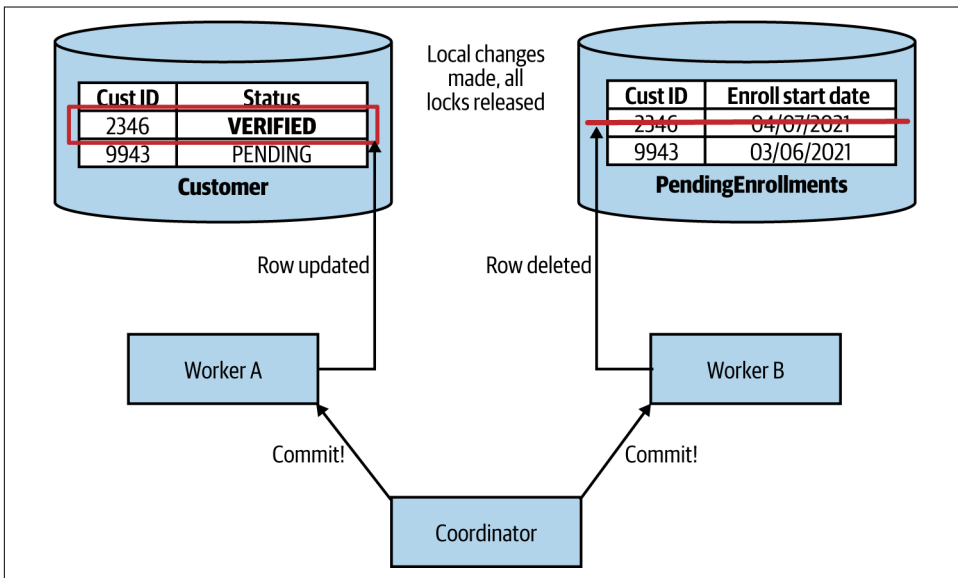 Local changes
made, all
locks released
Cust ID Status
2346 VERIFIED
9943 PENDING
Customer
Cust ID Enroll start date
2346 04/07/2021
9943 03/06/2021
PendingEnrollments
Row updated
Row deleted
Worker A
Worker B
Commit!
Commit!
Coordinator